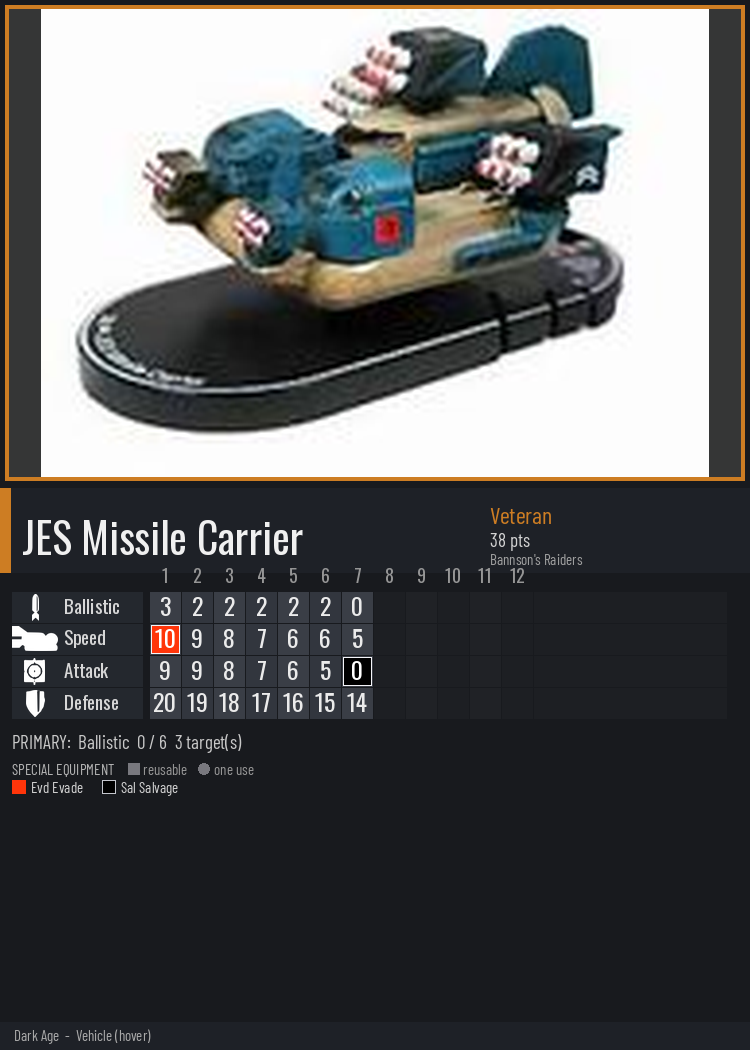 JES Missile Carrier
Veteran
38 pts
Bannson's Raiders
1 2 3 4 5 6 7 8 9 10 11 12
Ballistic 3 2 2 2 2 2 0
Speed 10 9 8 7 6 6 5
Attack 9 9 8 7 6 5 0
Defense 20 19 18 17 16 15 14
PRIMARY: Ballistic 0 / 6 3 target(s)
SPECIAL EQUIPMENT reusable one use
Evd Evade Sal Salvage
Dark Age - Vehicle (hover)